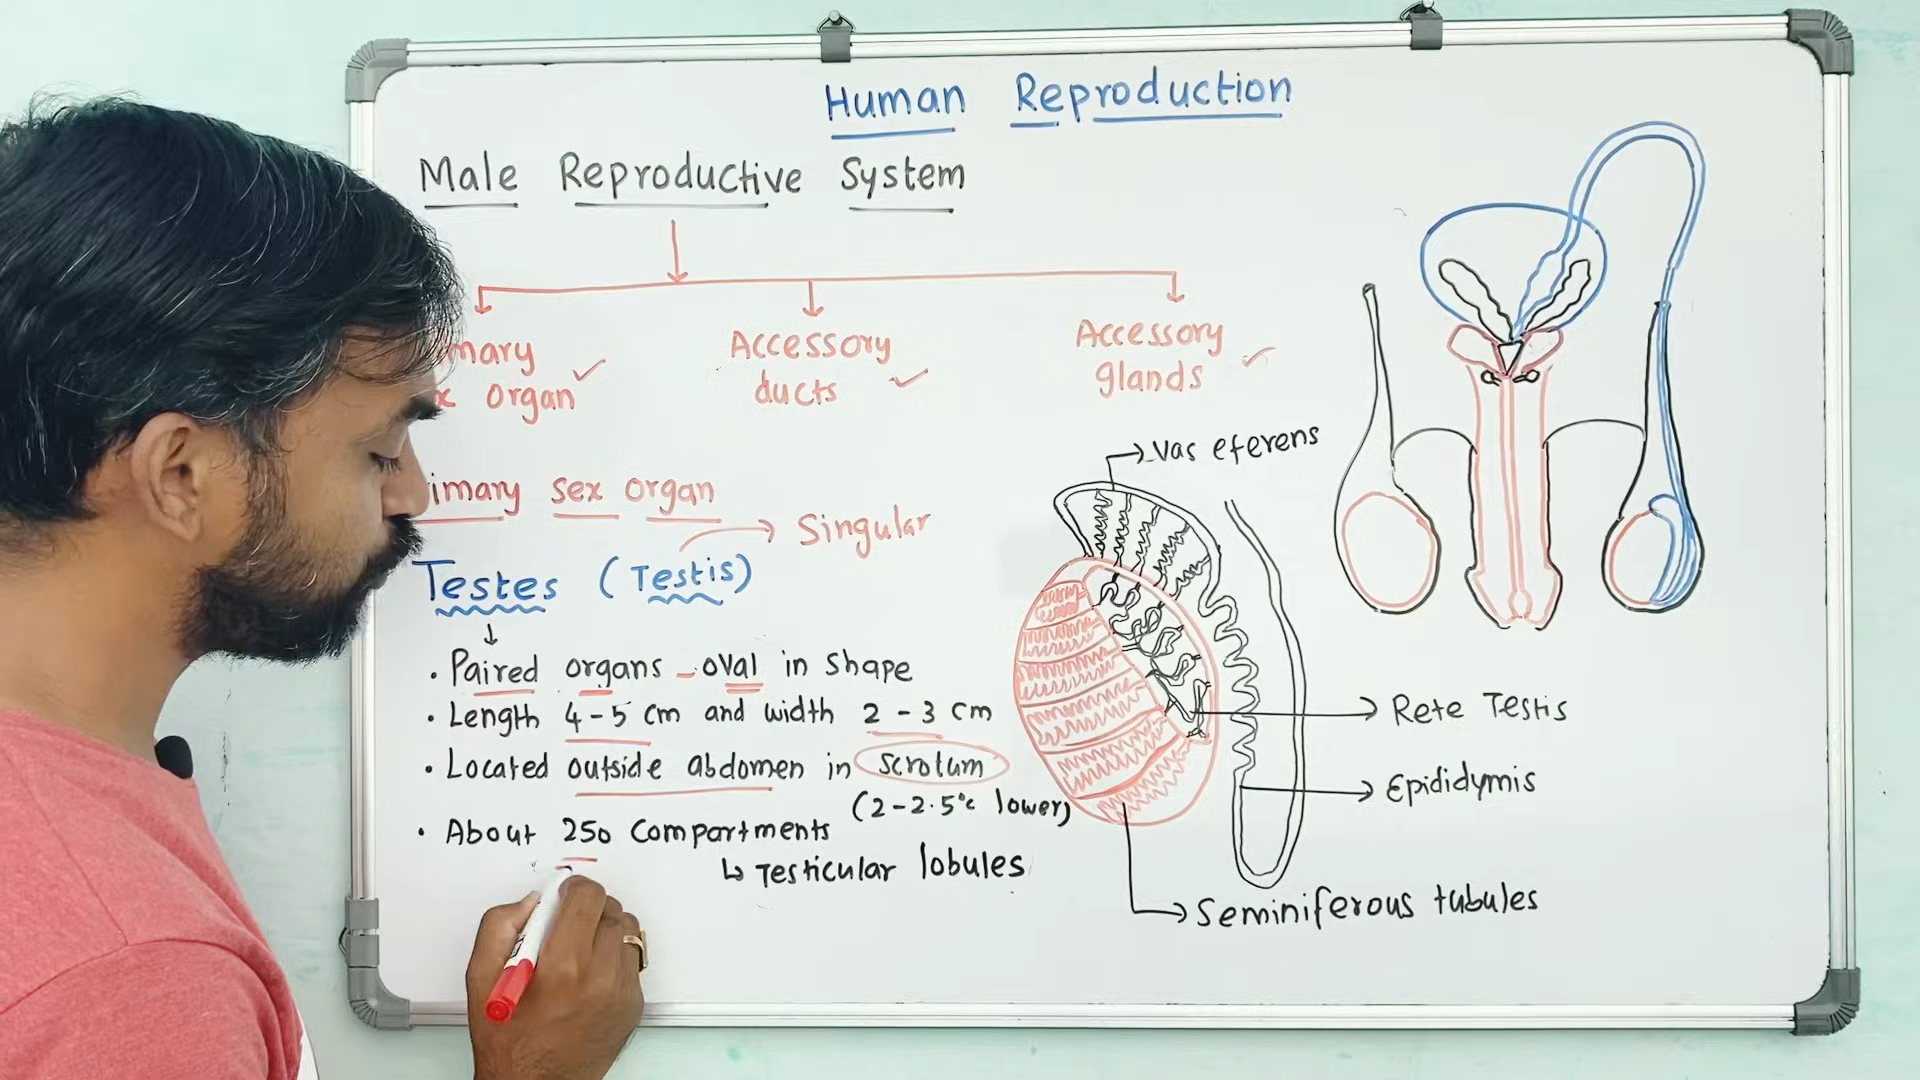 Human Reproduction
Male Reproductive System
mary
organ
Accessory
ducts
Accessory
glands
imary sex organ
Singular
Testes (Testis)
. Paired organs - oval in shape
. Length 4-5 cm and width 2-3 cm
. Located outside abdomen in scrotum
(2-2.5°c lower)
. About 250 Compartments
↳ Testicular lobules
Vas eferens
Rete Testis
Epididymis
Seminiferous tubules